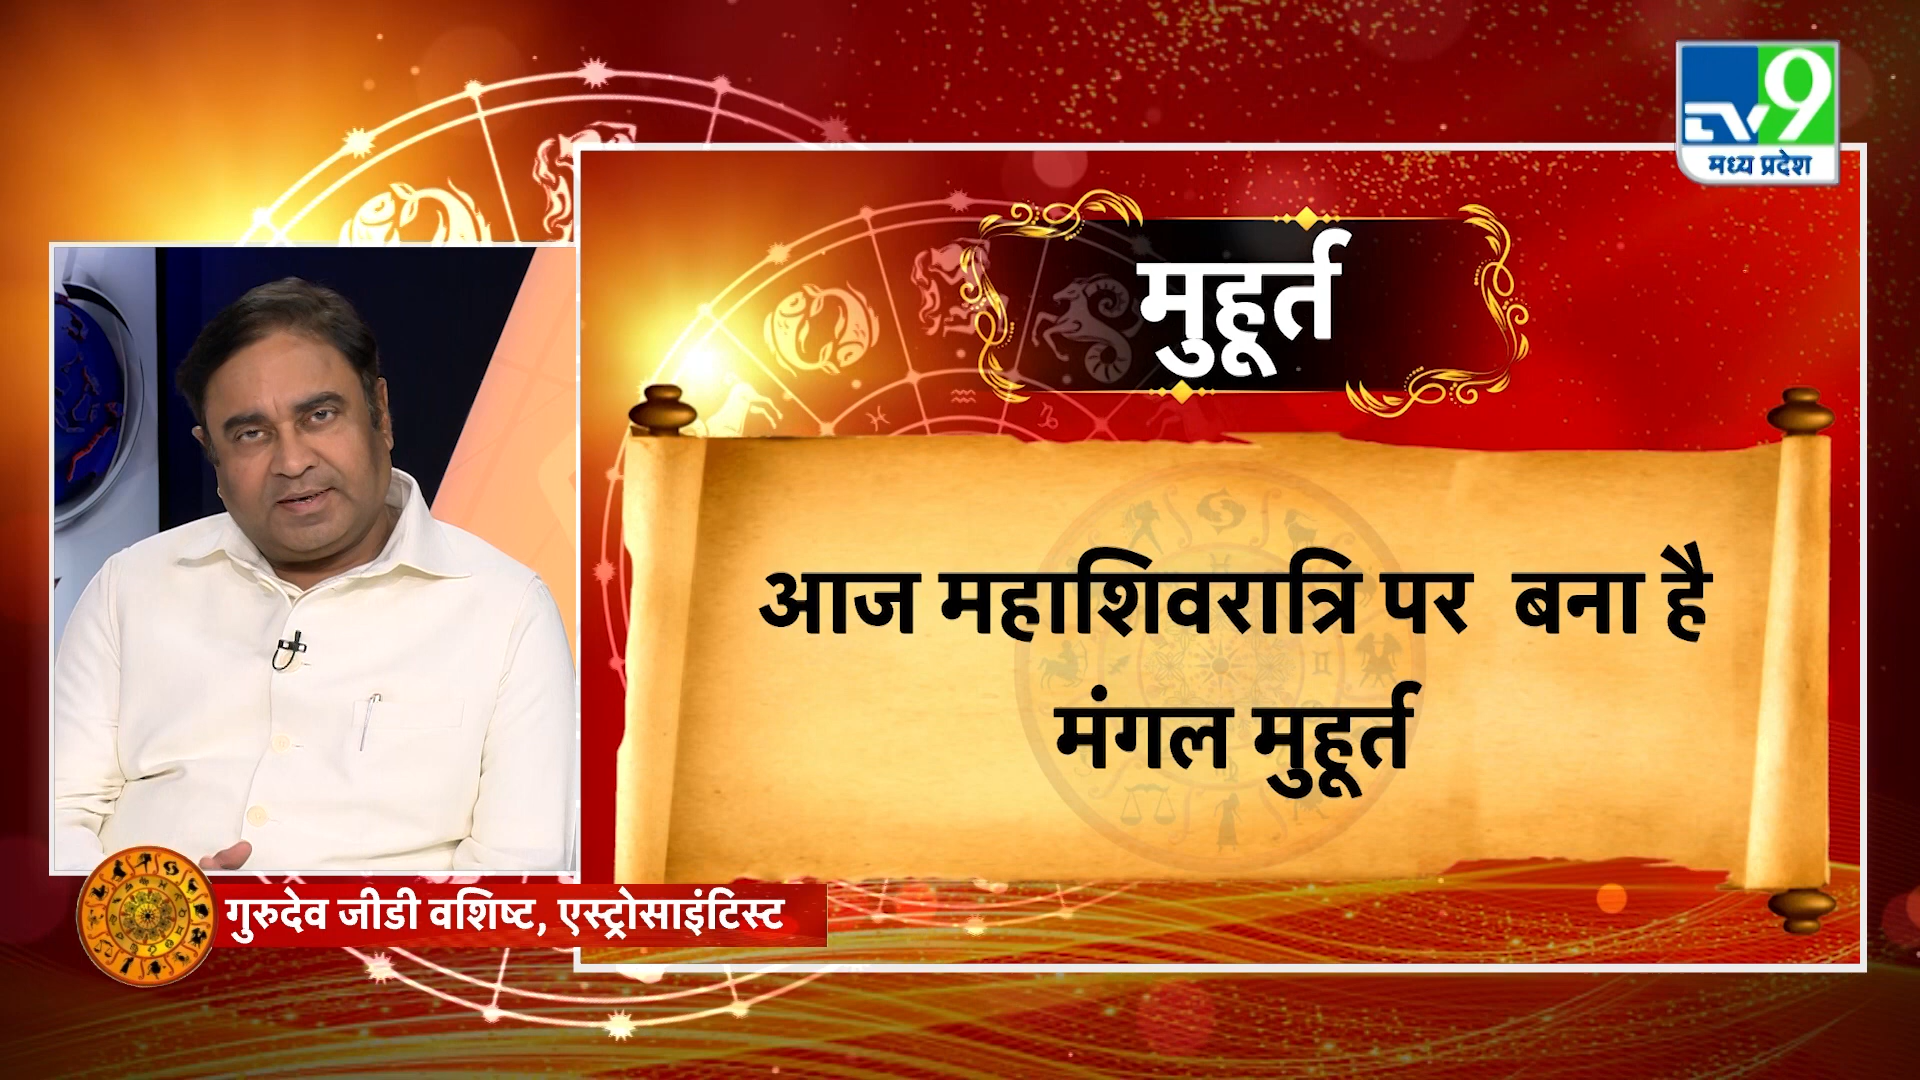 TV9
मध्य प्रदेश
मुहूर्त
आज महाशिवरात्रि पर बना है
मंगल मुहूर्त
गुरुदेव जीडी वशिष्ट, एस्ट्रोसाइंटिस्ट